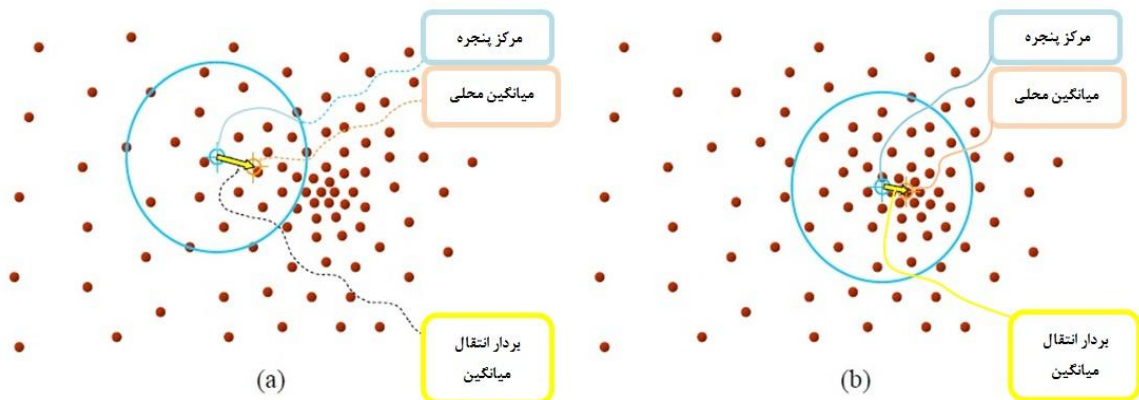 مرکز پنجره
میانگین محلی
بردار انتقال
میانگین
(a)
مرکز پنجره
میانگین محلی
بردار انتقال
میانگین
(b)